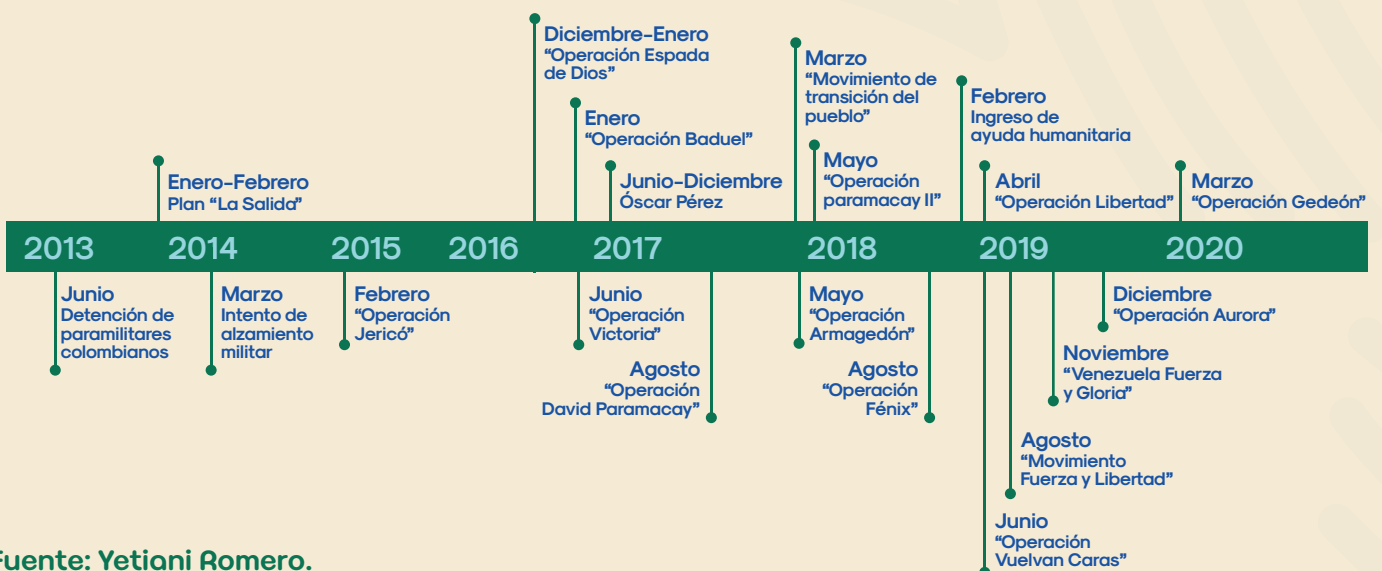 Diciembre-Enero
“Operación Espada
de Dios”
Enero
“Operación Baduel”
Junio-Diciembre
Óscar Pérez
Marzo
“Movimiento de
transición del
pueblo”
Mayo
“Operación
paramacay II”
Febrero
Ingreso de
ayuda humanitaria
Abril
“Operación Libertad”
Marzo
“Operación Gedeón”
Enero-Febrero
Plan “La Salida”
2013
2014
2015
2016
2017
2018
2019
2020
Junio
Detención de
paramilitares
colombianos
Marzo
Intento de
alzamiento
militar
Febrero
“Operación
Jericó”
Junio
“Operación
Victoria”
Agosto
“Operación
David Paramacay”
Mayo
“Operación
Armagedón”
Agosto
“Operación
Fénix”
Diciembre
“Operación Aurora”
Noviembre
“Venezuela Fuerza
y Gloria”
Agosto
“Movimiento
Fuerza y Libertad”
Junio
“Operación
Vuelvan Caras”
Fuente: Yetiani Romero.